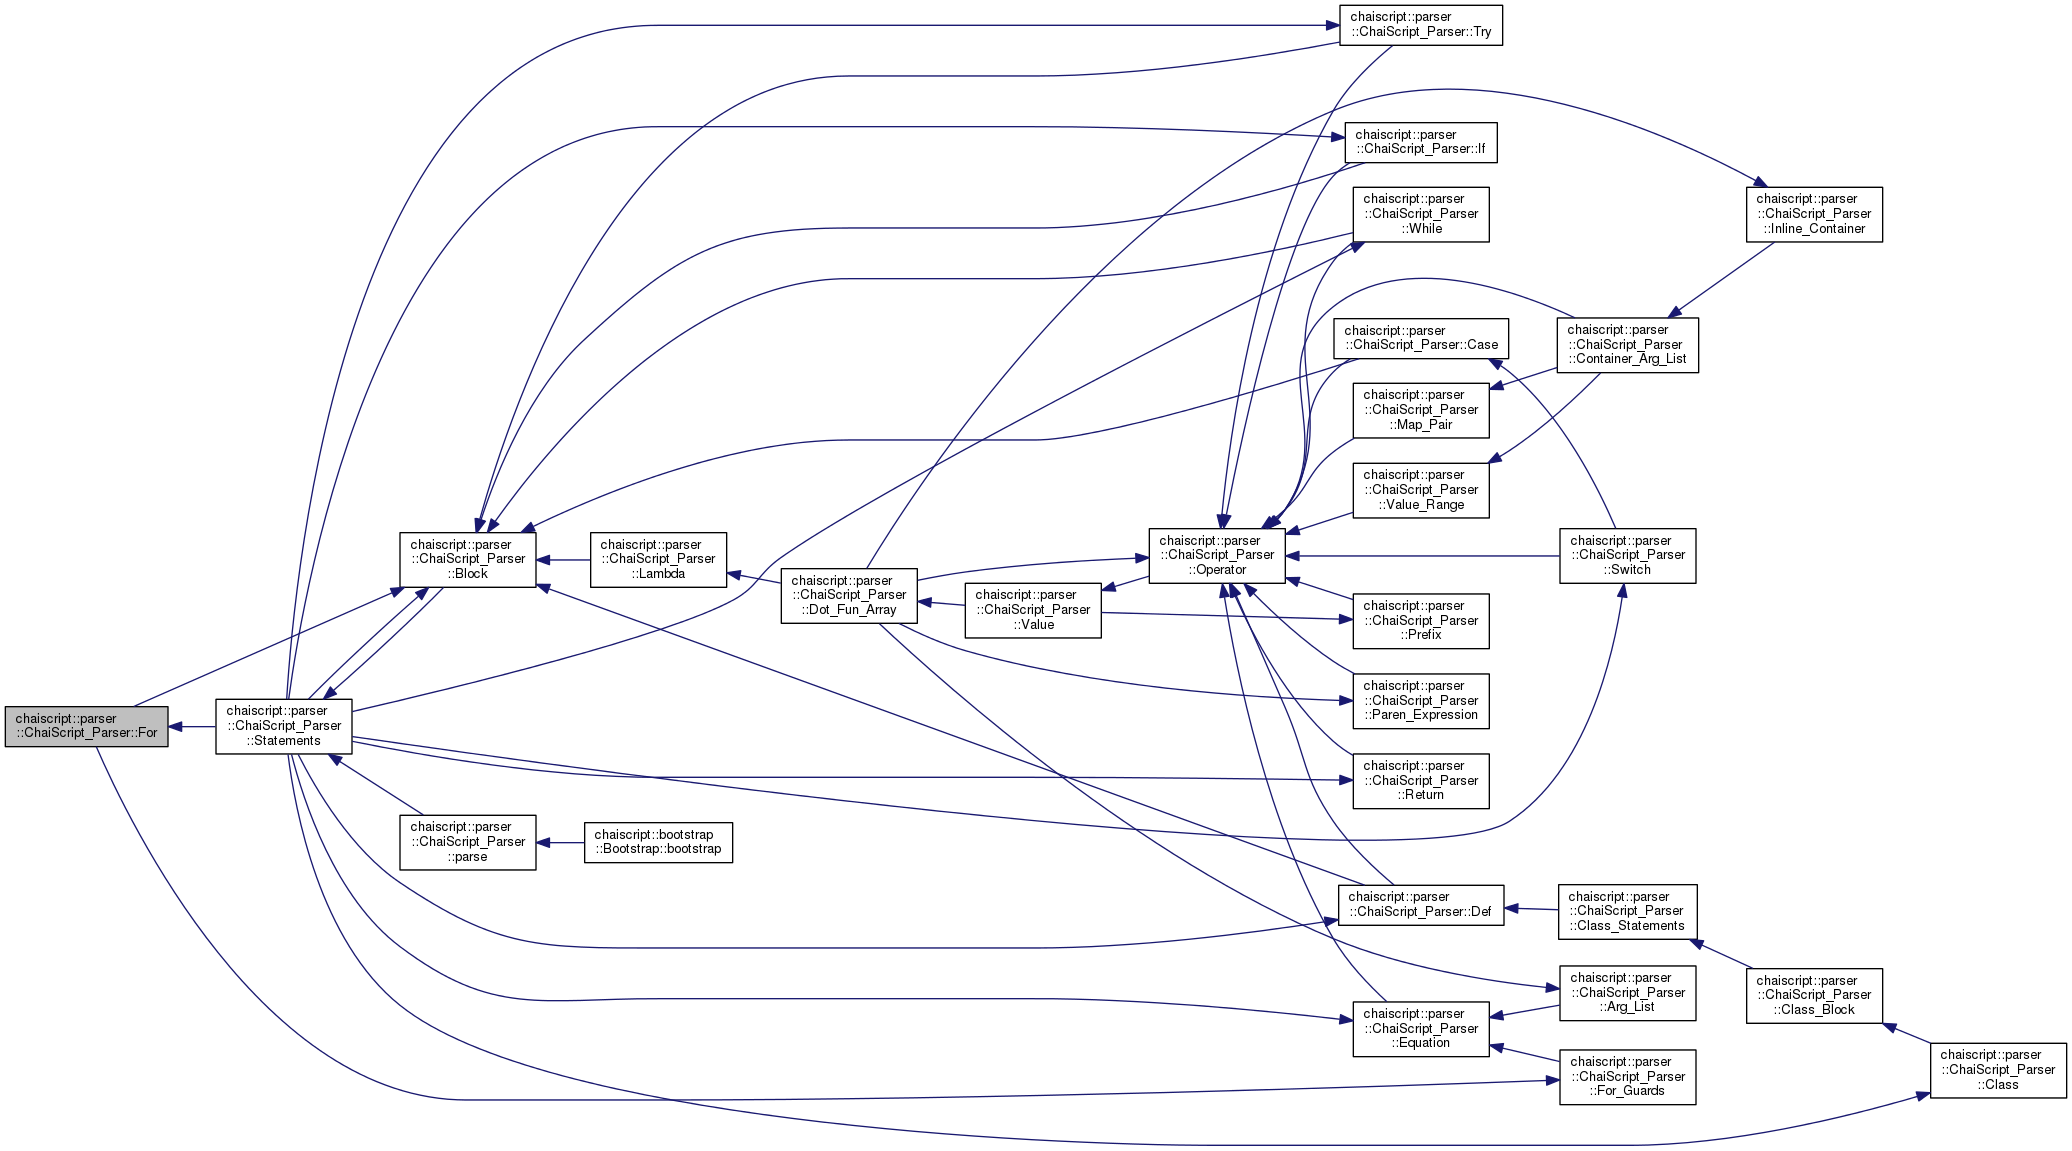 chaiscript::parser
::ChaiScript_Parser::Try
chaiscript::parser
::ChaiScript_Parser::If
chaiscript::parser
::ChaiScript_Parser
::While
chaiscript::parser
::ChaiScript_Parser
::Inline_Container
chaiscript::parser
::ChaiScript_Parser::Case
chaiscript::parser
::ChaiScript_Parser
::Container_Arg_List
chaiscript::parser
::ChaiScript_Parser
::Map_Pair
chaiscript::parser
::ChaiScript_Parser
::Value_Range
chaiscript::parser
::ChaiScript_Parser
::Block
chaiscript::parser
::ChaiScript_Parser
::Lambda
chaiscript::parser
::ChaiScript_Parser
::Dot_Fun_Array
chaiscript::parser
::ChaiScript_Parser
::Value
chaiscript::parser
::ChaiScript_Parser
::Operator
chaiscript::parser
::ChaiScript_Parser
::Switch
chaiscript::parser
::ChaiScript_Parser
::Prefix
chaiscript::parser
::ChaiScript_Parser
::Paren_Expression
chaiscript::parser
::ChaiScript_Parser::For
chaiscript::parser
::ChaiScript_Parser
::Statements
chaiscript::parser
::ChaiScript_Parser
::Return
chaiscript::parser
::ChaiScript_Parser
::parse
chaiscript::bootstrap
::Bootstrap::bootstrap
chaiscript::parser
::ChaiScript_Parser::Def
chaiscript::parser
::ChaiScript_Parser
::Class_Statements
chaiscript::parser
::ChaiScript_Parser
::Arg_List
chaiscript::parser
::ChaiScript_Parser
::Class_Block
chaiscript::parser
::ChaiScript_Parser
::Equation
chaiscript::parser
::ChaiScript_Parser
::For_Guards
chaiscript::parser
::ChaiScript_Parser
::Class